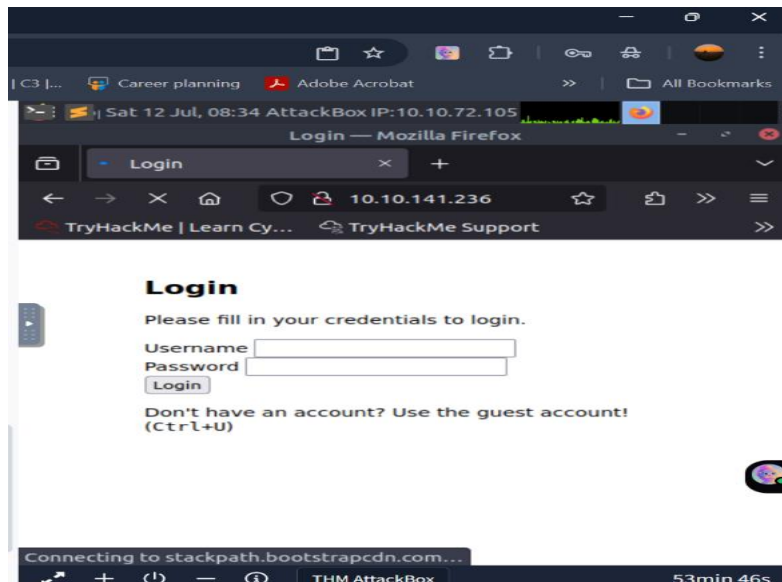 | C3 |...
Career planning
Adobe Acrobat
»
All Bookmarks
Sat 12 Jul, 08:34 AttackBox IP:10.10.72.105
Login — Mozilla Firefox
Login
10.10.141.236
»
TryHackMe | Learn Cy...
TryHackMe Support
»
Login
Please fill in your credentials to login.
Username
Password
Login
Don't have an account? Use the guest account!
(Ctrl+U)
Connecting to stackpath.bootstrapcdn.com...
THM AttackBox
53min 46s